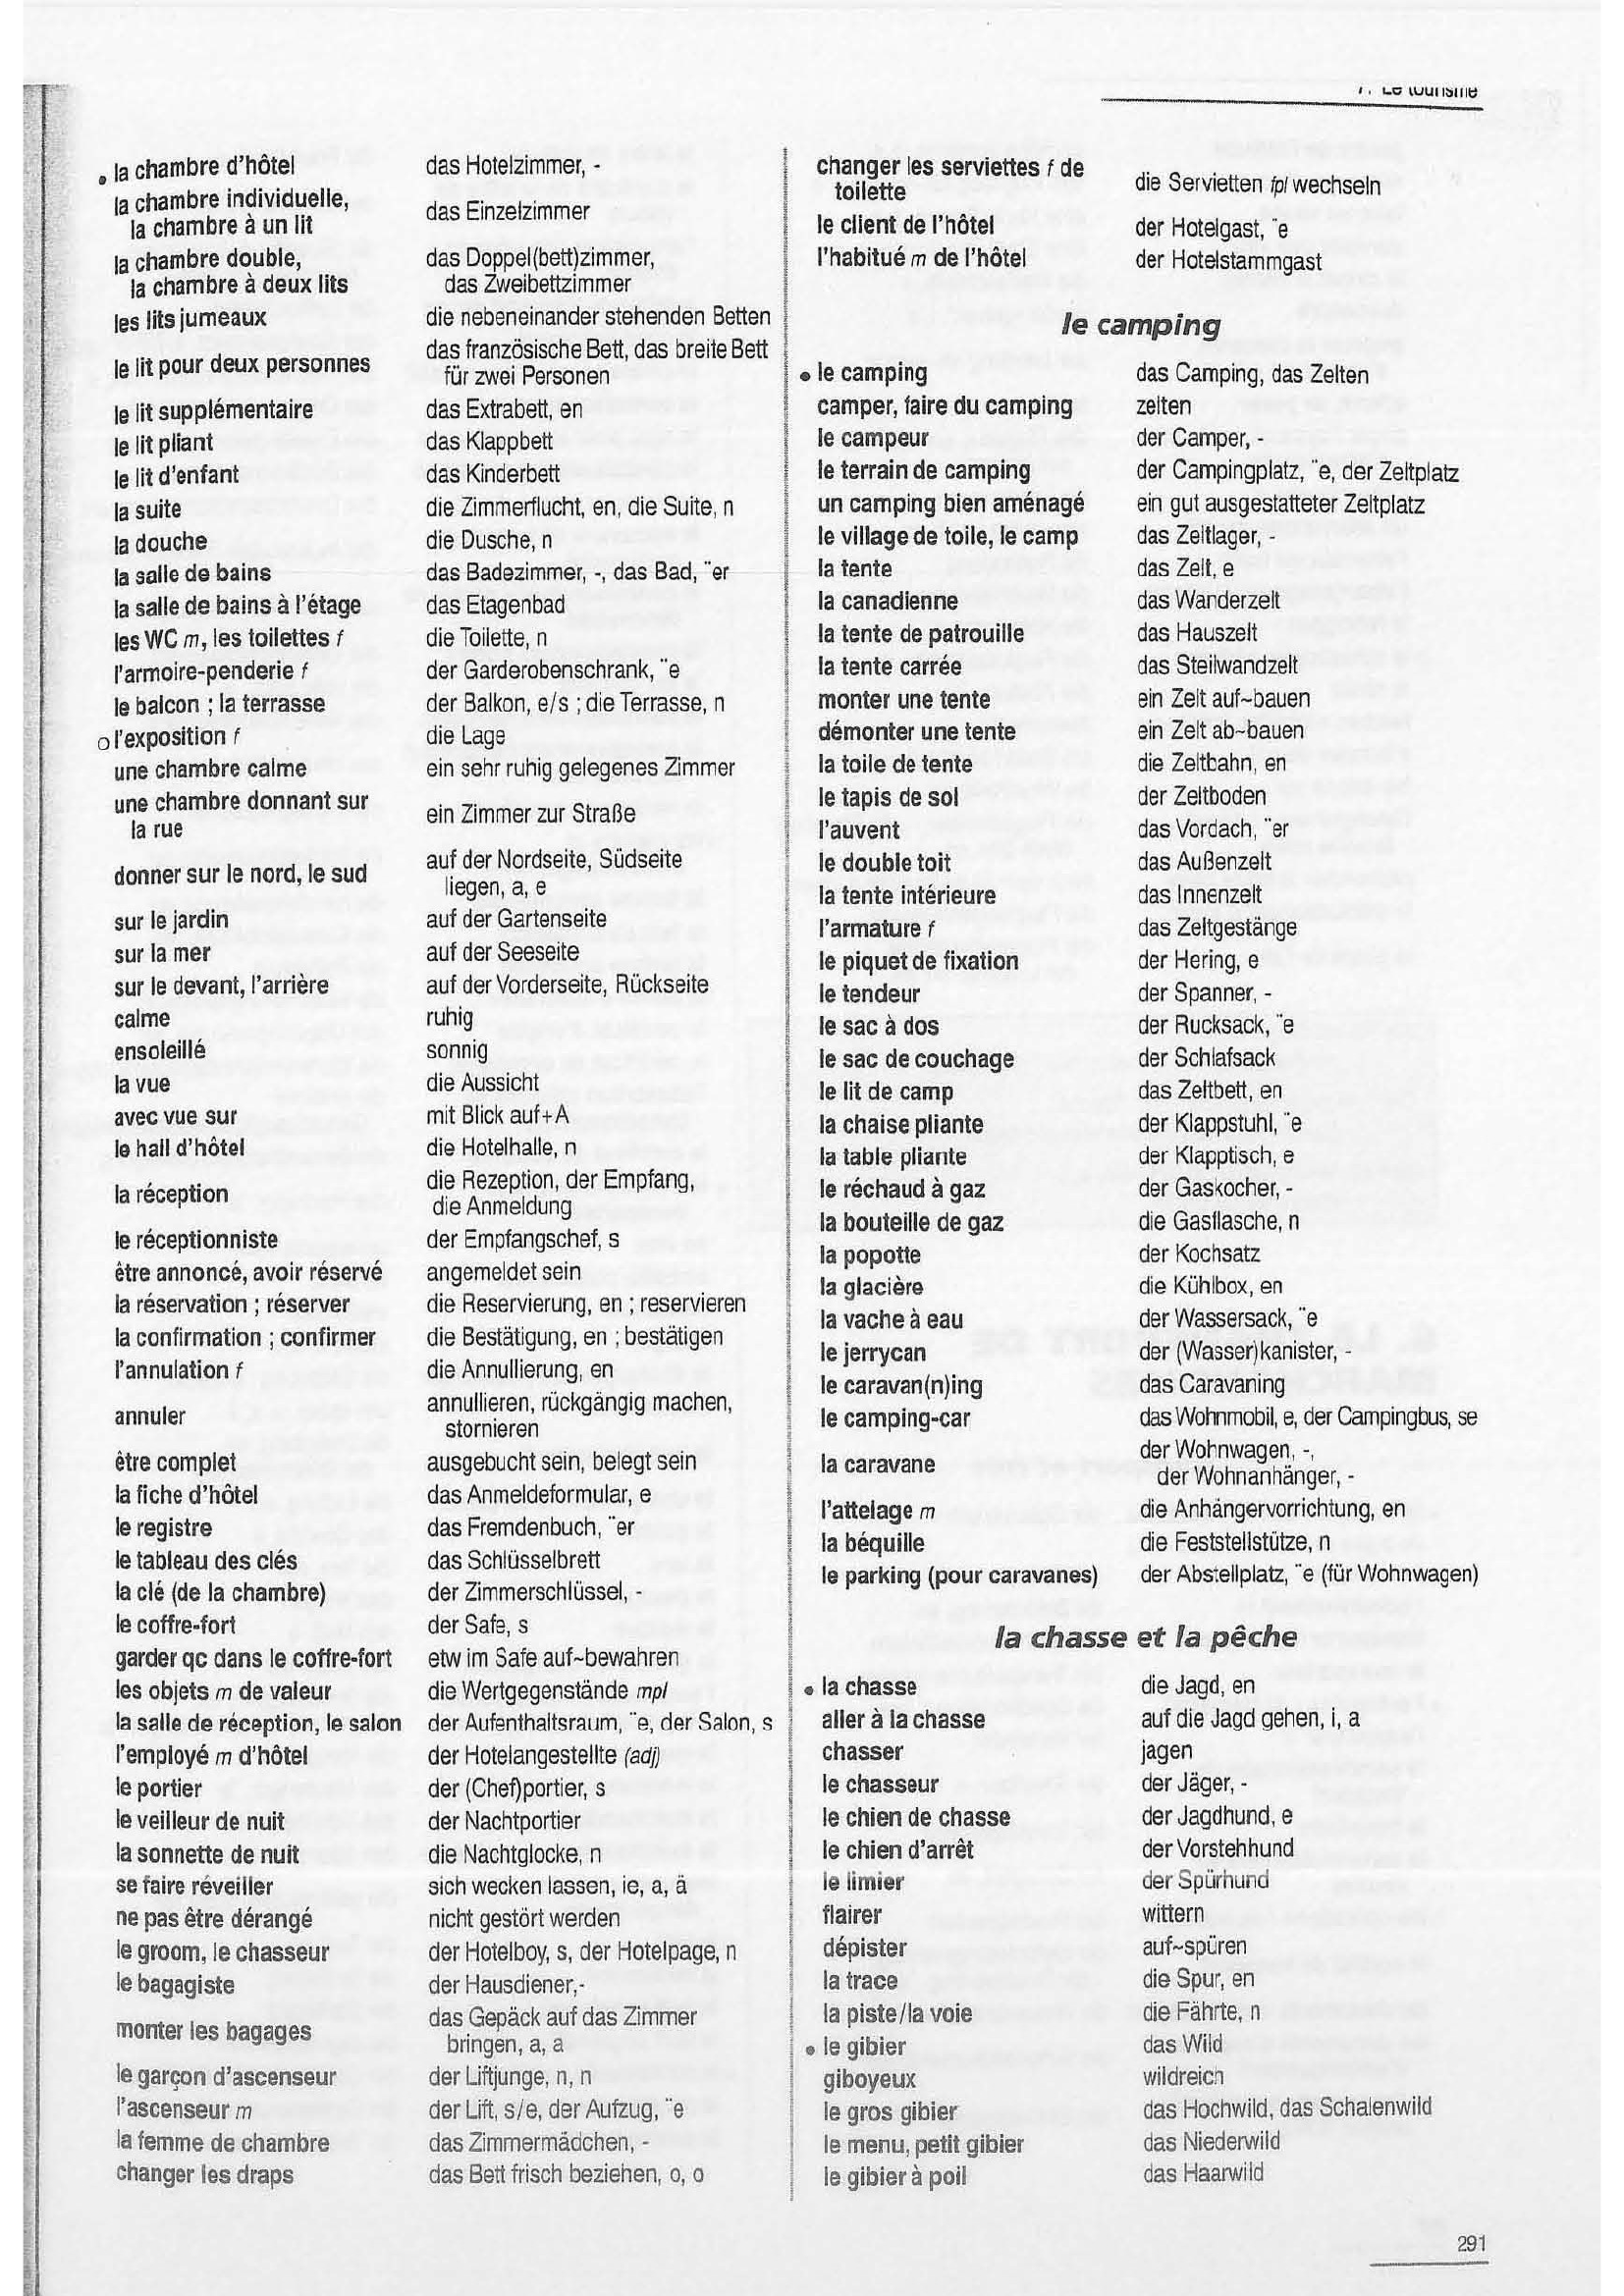 7. Le tourisme
• la chambre d'hôtel das Hotelzimmer, -
la chambre individuelle,
la chambre à un lit das Einzelzimmer
la chambre double, das Doppel(bett)zimmer,
la chambre à deux lits das Zweibettzimmer
les lits jumeaux die nebeneinander stehenden Betten
le lit pour deux personnes das französische Bett, das breite Bett
für zwei Personen
le lit supplémentaire das Extrabett, en
le lit pliant das Klappbett
le lit d'enfant das Kinderbett
la suite die Zimmerflucht, en, die Suite, n
la douche die Dusche, n
la salle de bains das Badezimmer, -, das Bad, ¨er
la salle de bains à l'étage das Etagenbad
les WC m, les toilettes f die Toilette, n
l'armoire-penderie f der Garderobenschrank, ¨e
le balcon ; la terrasse der Balkon, e/s ; die Terrasse, n
o l'exposition f die Lage
une chambre calme ein sehr ruhig gelegenes Zimmer
une chambre donnant sur
la rue ein Zimmer zur Straße
donner sur le nord, le sud auf der Nordseite, Südseite
liegen, a, e
sur le jardin auf der Gartenseite
sur la mer auf der Seeseite
sur le devant, l'arrière auf der Vorderseite, Rückseite
calme ruhig
ensoleillé sonnig
la vue die Aussicht
avec vue sur mit Blick auf+A
le hall d'hôtel die Hotelhalle, n
la réception die Rezeption, der Empfang,
die Anmeldung
le réceptionniste der Empfangschef, s
être annoncé, avoir réservé angemeldet sein
la réservation ; réserver die Reservierung, en ; reservieren
la confirmation ; confirmer die Bestätigung, en ; bestätigen
l'annulation f die Annullierung, en
annuler annullieren, rückgängig machen,
stornieren
être complet ausgebucht sein, belegt sein
la fiche d'hôtel das Anmeldeformular, e
le registre das Fremdenbuch, ¨er
le tableau des clés das Schlüsselbrett
la clé (de la chambre) der Zimmerschlüssel, -
le coffre-fort der Safe, s
garder qc dans le coffre-fort etw im Safe auf~bewahren
les objets m de valeur die Wertgegenstände mpl
la salle de réception, le salon der Aufenthaltsraum, ¨e, der Salon, s
l'employé m d'hôtel der Hotelangestellte (adj)
le portier der (Chef)portier, s
le veilleur de nuit der Nachtportier
la sonnette de nuit die Nachtglocke, n
se faire réveiller sich wecken lassen, ie, a, ä
ne pas être dérangé nicht gestört werden
le groom, le chasseur der Hotelboy, s, der Hotelpage, n
le bagagiste der Hausdiener,-
monter les bagages das Gepäck auf das Zimmer
bringen, a, a
le garçon d'ascenseur der Liftjunge, n, n
l'ascenseur m der Lift, s/e, der Aufzug, ¨e
la femme de chambre das Zimmermädchen, -
changer les draps das Bett frisch beziehen, o, o
changer les serviettes f de
toilette die Servietten fpl wechseln
le client de l'hôtel der Hotelgast, ¨e
l'habitué m de l'hôtel der Hotelstammgast
le camping
• le camping das Camping, das Zelten
camper, faire du camping zelten
le campeur der Camper, -
le terrain de camping der Campingplatz, ¨e, der Zeltplatz
un camping bien aménagé ein gut ausgestatteter Zeltplatz
le village de toile, le camp das Zeltlager, -
la tente das Zelt, e
la canadienne das Wanderzelt
la tente de patrouille das Hauszelt
la tente carrée das Steilwandzelt
monter une tente ein Zelt auf~bauen
démonter une tente ein Zelt ab~bauen
la toile de tente die Zeltbahn, en
le tapis de sol der Zeltboden
l'auvent das Vordach, ¨er
le double toit das Außenzelt
la tente intérieure das Innenzelt
l'armature f das Zeltgestänge
le piquet de fixation der Hering, e
le tendeur der Spanner, -
le sac à dos der Rucksack, ¨e
le sac de couchage der Schlafsack
le lit de camp das Zeltbett, en
la chaise pliante der Klappstuhl, ¨e
la table pliante der Klapptisch, e
le réchaud à gaz der Gaskocher, -
la bouteille de gaz die Gasflasche, n
la popotte der Kochsatz
la glacière die Kühlbox, en
la vache à eau der Wassersack, ¨e
le jerrycan der (Wasser)kanister, -
le caravan(n)ing das Caravaning
le camping-car das Wohnmobil, e, der Campingbus, se
la caravane der Wohnwagen, -,
der Wohnanhänger, -
l'attelage m die Anhängervorrichtung, en
la béquille die Feststellstütze, n
le parking (pour caravanes) der Abstellplatz, ¨e (für Wohnwagen)
la chasse et la pêche
• la chasse die Jagd, en
aller à la chasse auf die Jagd gehen, i, a
chasser jagen
le chasseur der Jäger, -
le chien de chasse der Jagdhund, e
le chien d'arrêt der Vorstehhund
le limier der Spürhund
flairer wittern
dépister auf~spüren
la trace die Spur, en
la piste/la voie die Fährte, n
• le gibier das Wild
giboyeux wildreich
le gros gibier das Hochwild, das Schalenwild
le menu, petit gibier das Niederwild
le gibier à poil das Haarwild
291